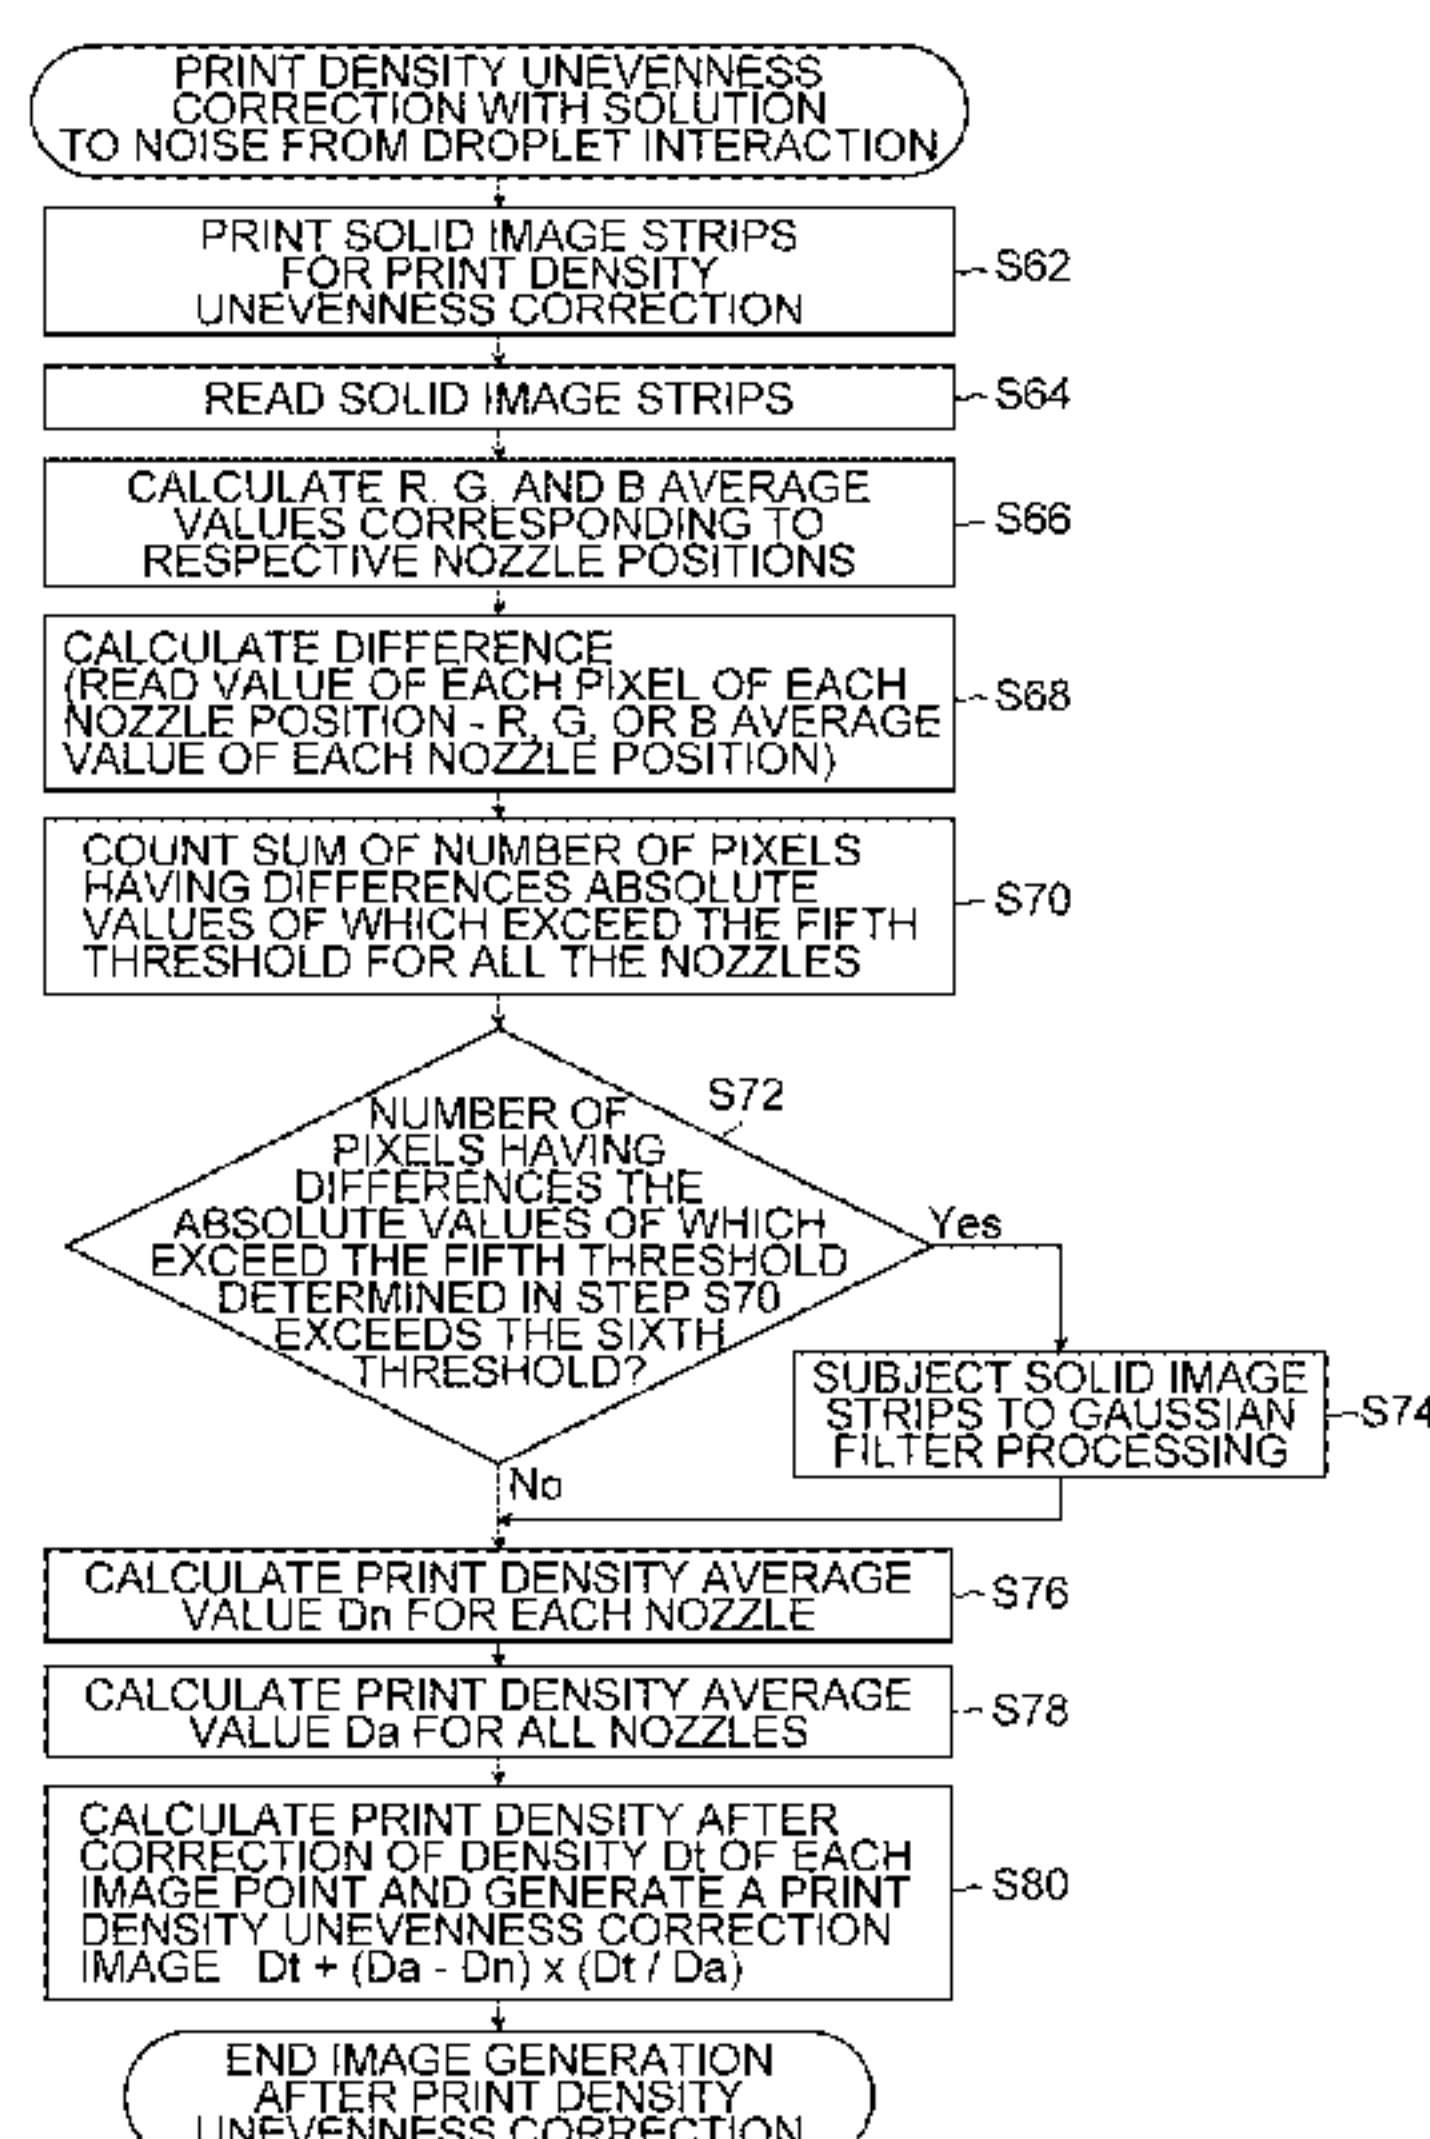 PRINT DENSITY UNEVENNESS
CORRECTION WITH SOLUTION
TO NOISE FROM DROPLET INTERACTION
PRINT SOLID IMAGE STRIPS
FOR PRINT DENSITY
UNEVENNESS CORRECTION
S62
READ SOLID IMAGE STRIPS
S64
CALCULATE R, G, AND B AVERAGE
VALUES CORRESPONDING TO
RESPECTIVE NOZZLE POSITIONS
S66
CALCULATE DIFFERENCE
(READ VALUE OF EACH PIXEL OF EACH
NOZZLE POSITION - R, G, OR B AVERAGE
VALUE OF EACH NOZZLE POSITION)
S68
COUNT SUM OF NUMBER OF PIXELS
HAVING DIFFERENCES ABSOLUTE
VALUES OF WHICH EXCEED THE FIFTH
THRESHOLD FOR ALL THE NOZZLES
S70
S72
NUMBER OF
PIXELS HAVING
DIFFERENCES THE
ABSOLUTE VALUES OF WHICH
EXCEED THE FIFTH THRESHOLD
DETERMINED IN STEP S70
EXCEEDS THE SIXTH
THRESHOLD?
Yes
SUBJECT SOLID IMAGE
STRIPS TO GAUSSIAN
FILTER PROCESSING
S74
No
CALCULATE PRINT DENSITY AVERAGE
VALUE Dn FOR EACH NOZZLE
S76
CALCULATE PRINT DENSITY AVERAGE
VALUE Da FOR ALL NOZZLES
S78
CALCULATE PRINT DENSITY AFTER
CORRECTION OF DENSITY Dt OF EACH
IMAGE POINT AND GENERATE A PRINT
DENSITY UNEVENNESS CORRECTION
IMAGE Dt + (Da - Dn) x (Dt / Da)
S80
END IMAGE GENERATION
AFTER PRINT DENSITY
UNEVENNESS CORRECTION